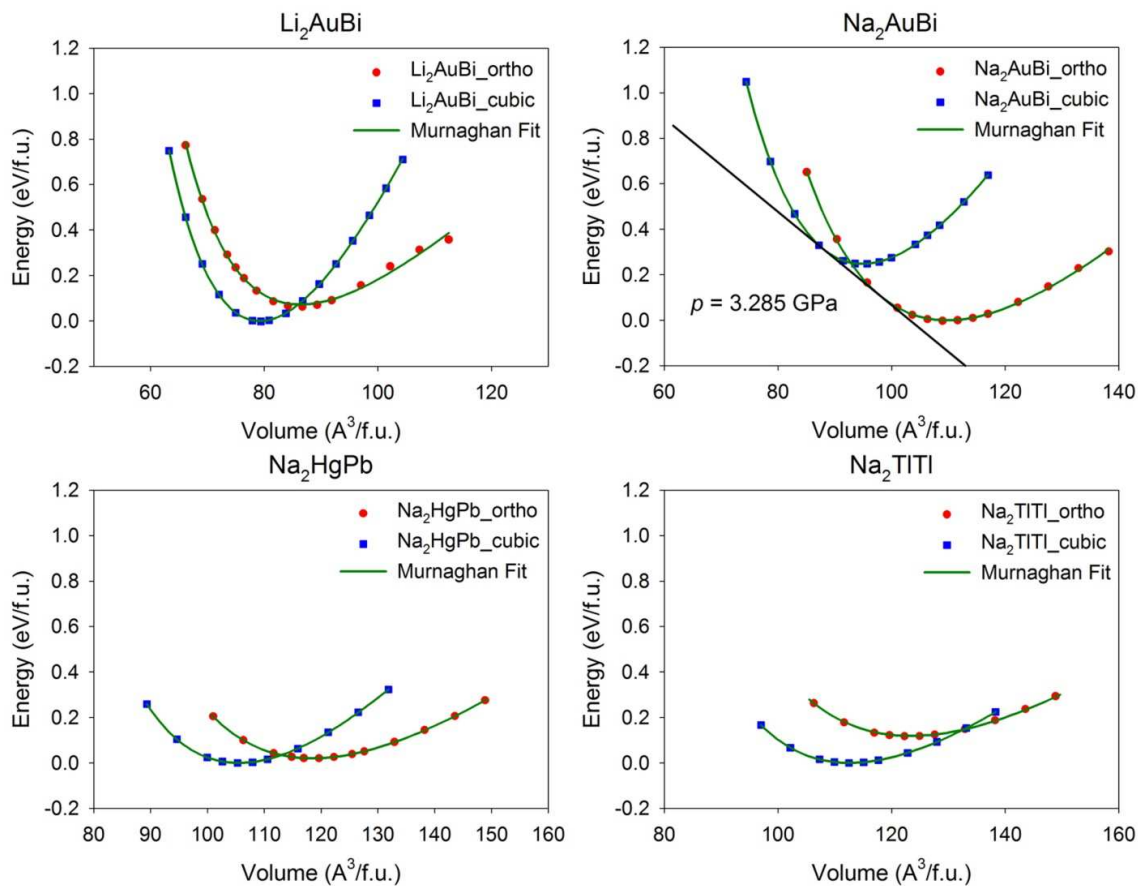 Li₂AuBi
1.2
1.0
0.8
0.6
0.4
0.2
0.0
-0.2
Energy (eV/f.u.)
Li₂AuBi_ortho
Li₂AuBi_cubic
Murnaghan Fit
60 80 100 120
Volume (A³/f.u.)
Na₂AuBi
1.2
1.0
0.8
0.6
0.4
0.2
0.0
-0.2
Energy (eV/f.u.)
Na₂AuBi_ortho
Na₂AuBi_cubic
Murnaghan Fit
p = 3.285 GPa
60 80 100 120 140
Volume (A³/f.u.)
Na₂HgPb
1.2
1.0
0.8
0.6
0.4
0.2
0.0
-0.2
Energy (eV/f.u.)
Na₂HgPb_ortho
Na₂HgPb_cubic
Murnaghan Fit
80 90 100 110 120 130 140 150 160
Volume (A³/f.u.)
Na₂TlTl
1.2
1.0
0.8
0.6
0.4
0.2
0.0
-0.2
Energy (eV/f.u.)
Na₂TlTl_ortho
Na₂TlTl_cubic
Murnaghan Fit
80 100 120 140 160
Volume (A³/f.u.)